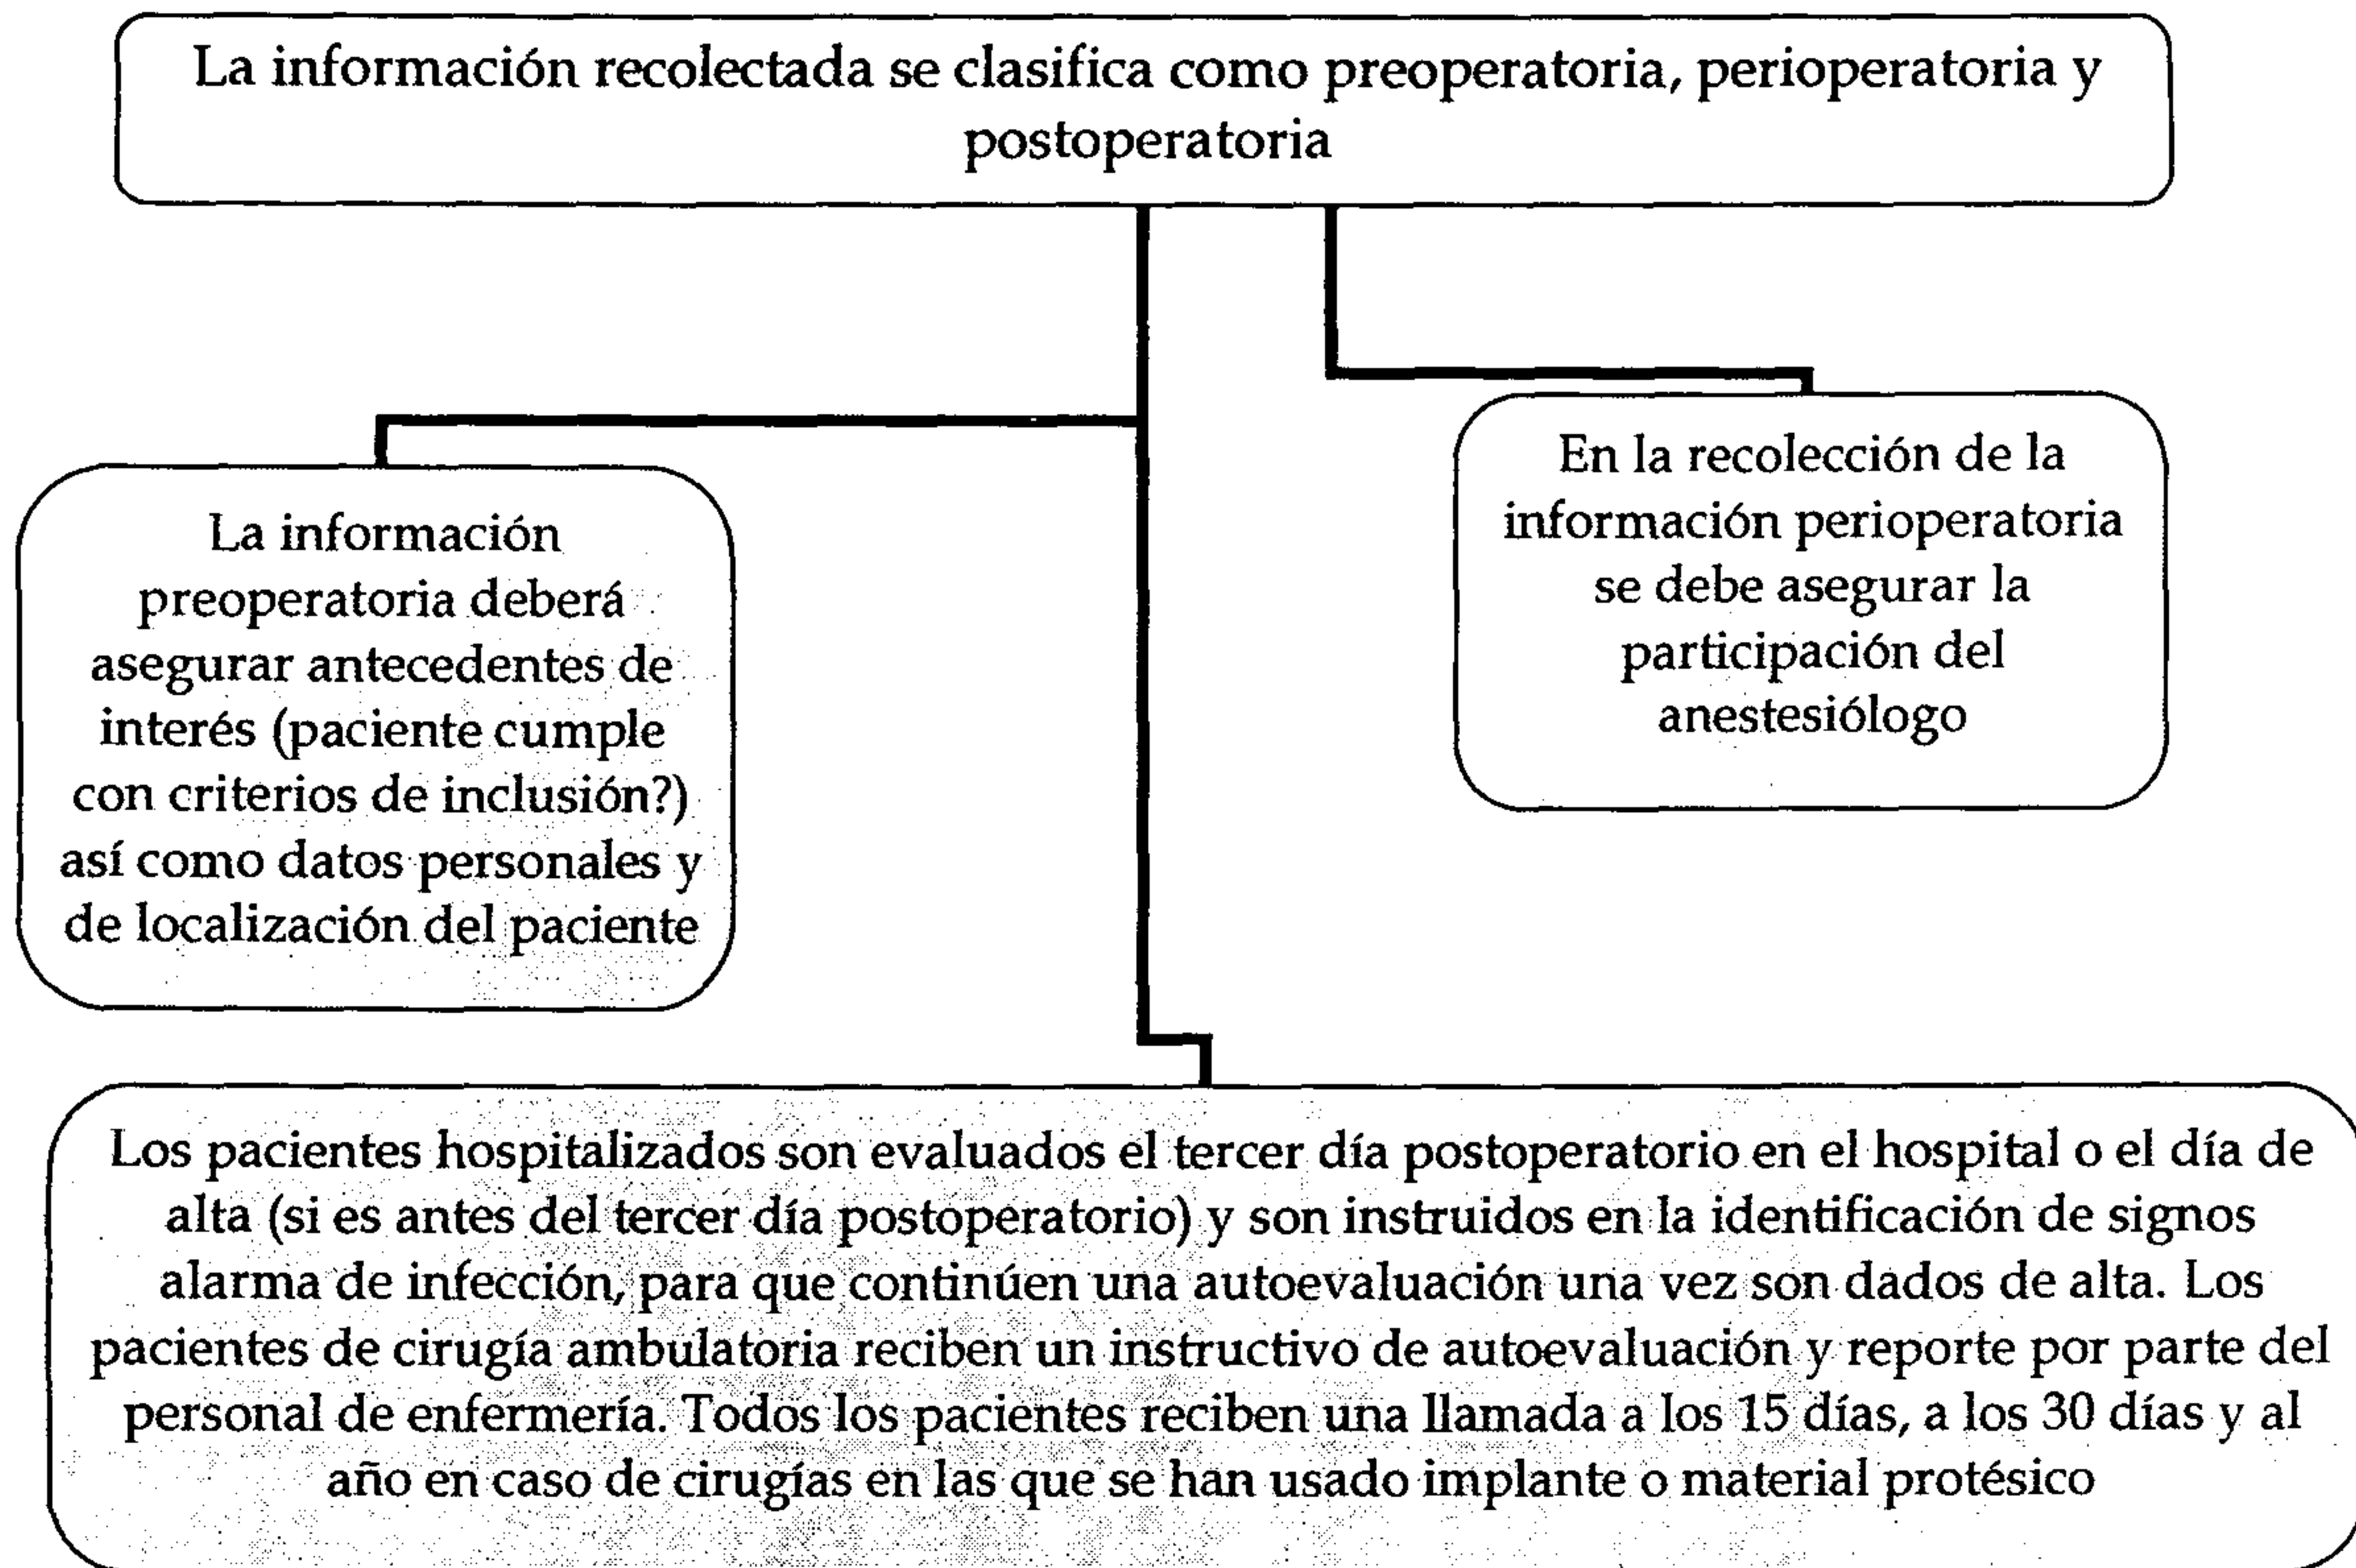 La información recolectada se clasifica como preoperatoria, perioperatoria y
postoperatoria
La información
preoperatoria deberá
asegurar antecedentes de
interés (paciente cumple
con criterios de inclusión?)
así como datos personales y
de localización del paciente
En la recolección de la
información perioperatoria
se debe asegurar la
participación del
anestesiólogo
Los pacientes hospitalizados son evaluados el tercer día postoperatorio en el hospital o el día de
alta (si es antes del tercer día postoperatorio) y son instruidos en la identificación de signos
alarma de infección, para que continúen una autoevaluación una vez son dados de alta. Los
pacientes de cirugía ambulatoria reciben un instructivo de autoevaluación y reporte por parte del
personal de enfermería. Todos los pacientes reciben una llamada a los 15 días, a los 30 días y al
año en caso de cirugías en las que se han usado implante o material protésico